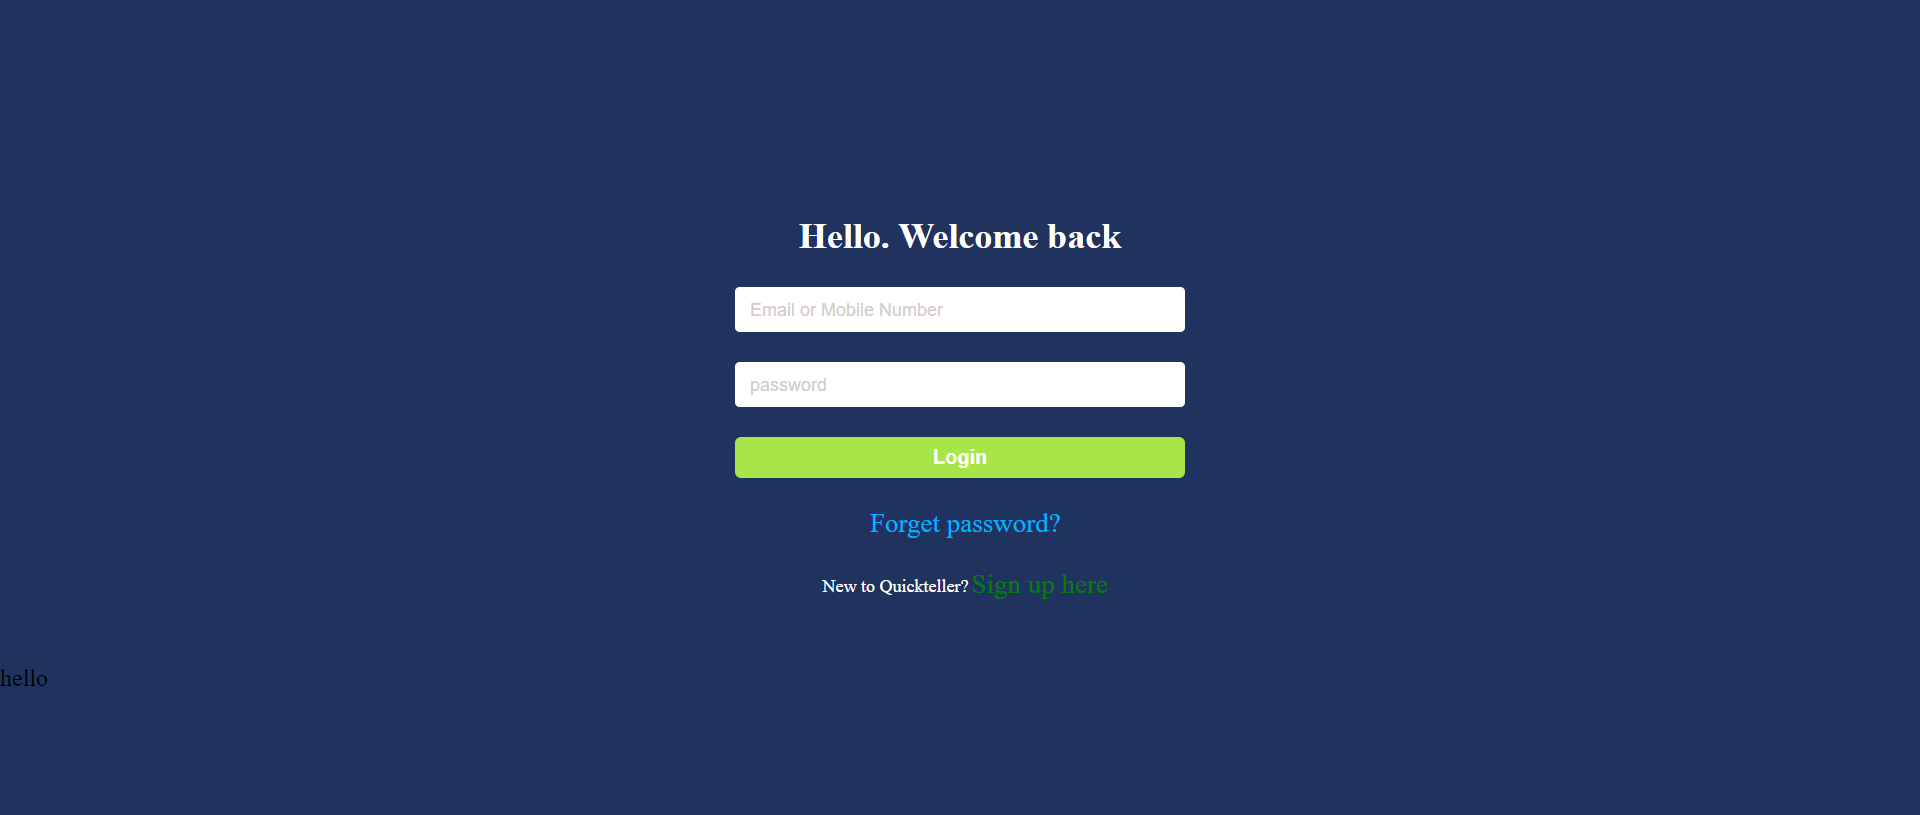 Hello. Welcome back
Email or Mobile Number
password
Login
Forget password?
New to Quickteller? Sign up here
hello